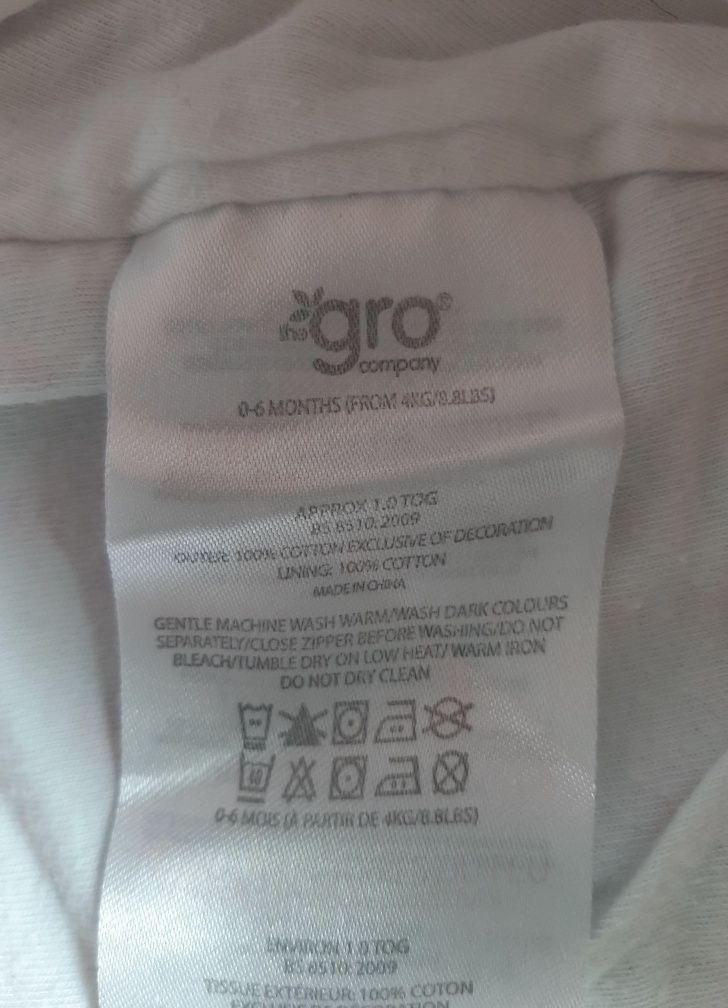 the gro®
company
0-6 MONTHS (FROM 4KG/8.8LBS)
APPROX 1.0 TOG
BS 8510: 2009
OUTER: 100% COTTON EXCLUSIVE OF DECORATION
LINING: 100% COTTON
MADE IN CHINA
GENTLE MACHINE WASH WARM/WASH DARK COLOURS
SEPARATELY/CLOSE ZIPPER BEFORE WASHING/DO NOT
BLEACH/TUMBLE DRY ON LOW HEAT/ WARM IRON
DO NOT DRY CLEAN
40
0-6 MOIS (À PARTIR DE 4KG/8.8LBS)
ENVIRON 1.0 TOG
BS 8510: 2009
TISSUE EXTÉRIEUR: 100% COTON